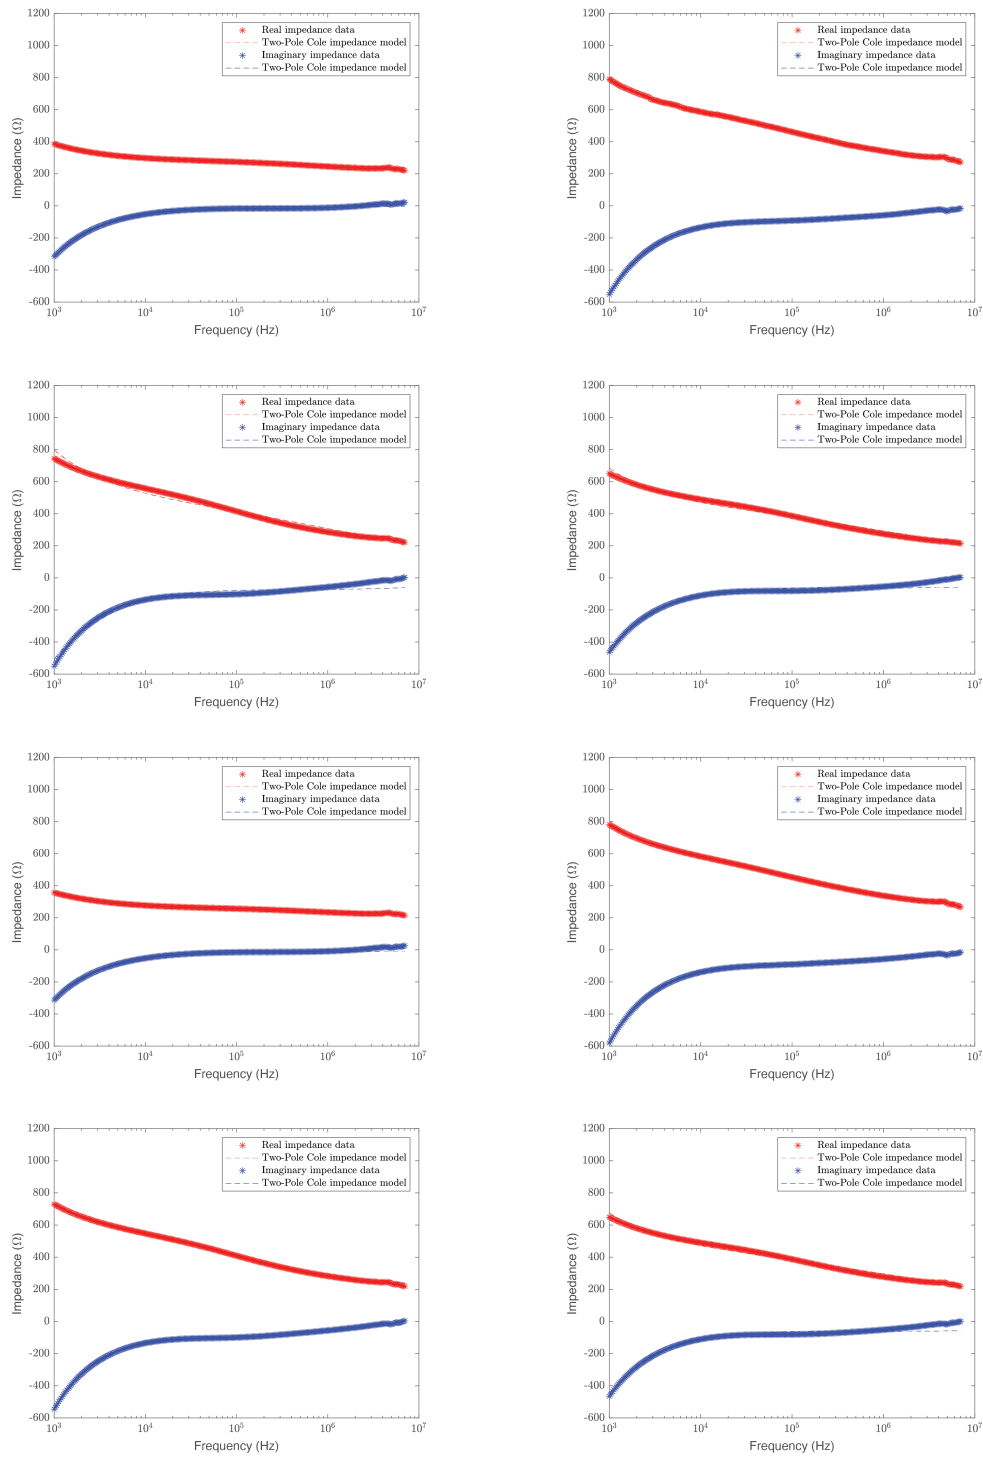 1200
1000
800
600
400
200
0
-200
-400
-600
Impedance (Ω)
10³ 10⁴ 10⁵ 10⁶ 10⁷
Frequency (Hz)
Real impedance data
Two-Pole Cole impedance model
Imaginary impedance data
Two-Pole Cole impedance model
1200
1000
800
600
400
200
0
-200
-400
-600
Impedance (Ω)
10³ 10⁴ 10⁵ 10⁶ 10⁷
Frequency (Hz)
Real impedance data
Two-Pole Cole impedance model
Imaginary impedance data
Two-Pole Cole impedance model
1200
1000
800
600
400
200
0
-200
-400
-600
Impedance (Ω)
10³ 10⁴ 10⁵ 10⁶ 10⁷
Frequency (Hz)
Real impedance data
Two-Pole Cole impedance model
Imaginary impedance data
Two-Pole Cole impedance model
1200
1000
800
600
400
200
0
-200
-400
-600
Impedance (Ω)
10³ 10⁴ 10⁵ 10⁶ 10⁷
Frequency (Hz)
Real impedance data
Two-Pole Cole impedance model
Imaginary impedance data
Two-Pole Cole impedance model
1200
1000
800
600
400
200
0
-200
-400
-600
Impedance (Ω)
10³ 10⁴ 10⁵ 10⁶ 10⁷
Frequency (Hz)
Real impedance data
Two-Pole Cole impedance model
Imaginary impedance data
Two-Pole Cole impedance model
1200
1000
800
600
400
200
0
-200
-400
-600
Impedance (Ω)
10³ 10⁴ 10⁵ 10⁶ 10⁷
Frequency (Hz)
Real impedance data
Two-Pole Cole impedance model
Imaginary impedance data
Two-Pole Cole impedance model
1200
1000
800
600
400
200
0
-200
-400
-600
Impedance (Ω)
10³ 10⁴ 10⁵ 10⁶ 10⁷
Frequency (Hz)
Real impedance data
Two-Pole Cole impedance model
Imaginary impedance data
Two-Pole Cole impedance model
1200
1000
800
600
400
200
0
-200
-400
-600
Impedance (Ω)
10³ 10⁴ 10⁵ 10⁶ 10⁷
Frequency (Hz)
Real impedance data
Two-Pole Cole impedance model
Imaginary impedance data
Two-Pole Cole impedance model